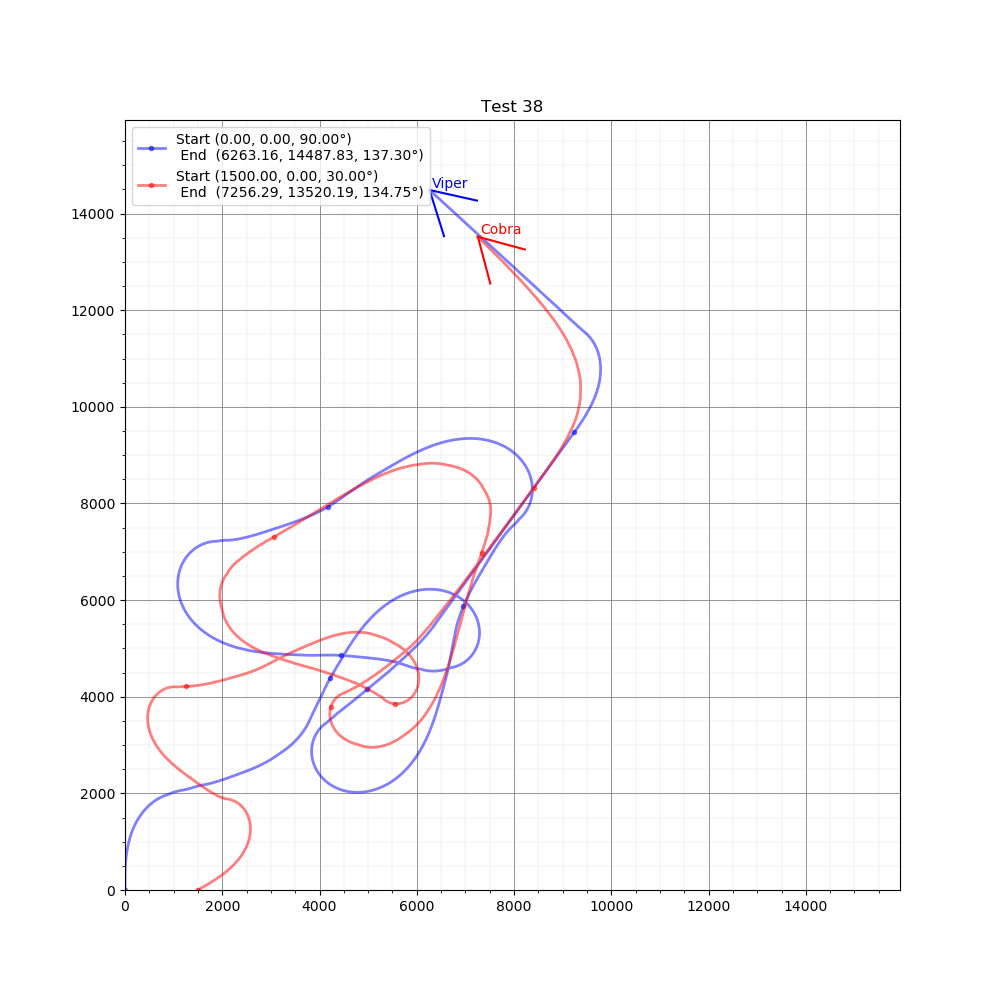 Test 38
Start (0.00, 0.00, 90.00°)
End (6263.16, 14487.83, 137.30°)
Start (1500.00, 0.00, 30.00°)
End (7256.29, 13520.19, 134.75°)
Viper
Cobra
14000
12000
10000
8000
6000
4000
2000
0
0 2000 4000 6000 8000 10000 12000 14000